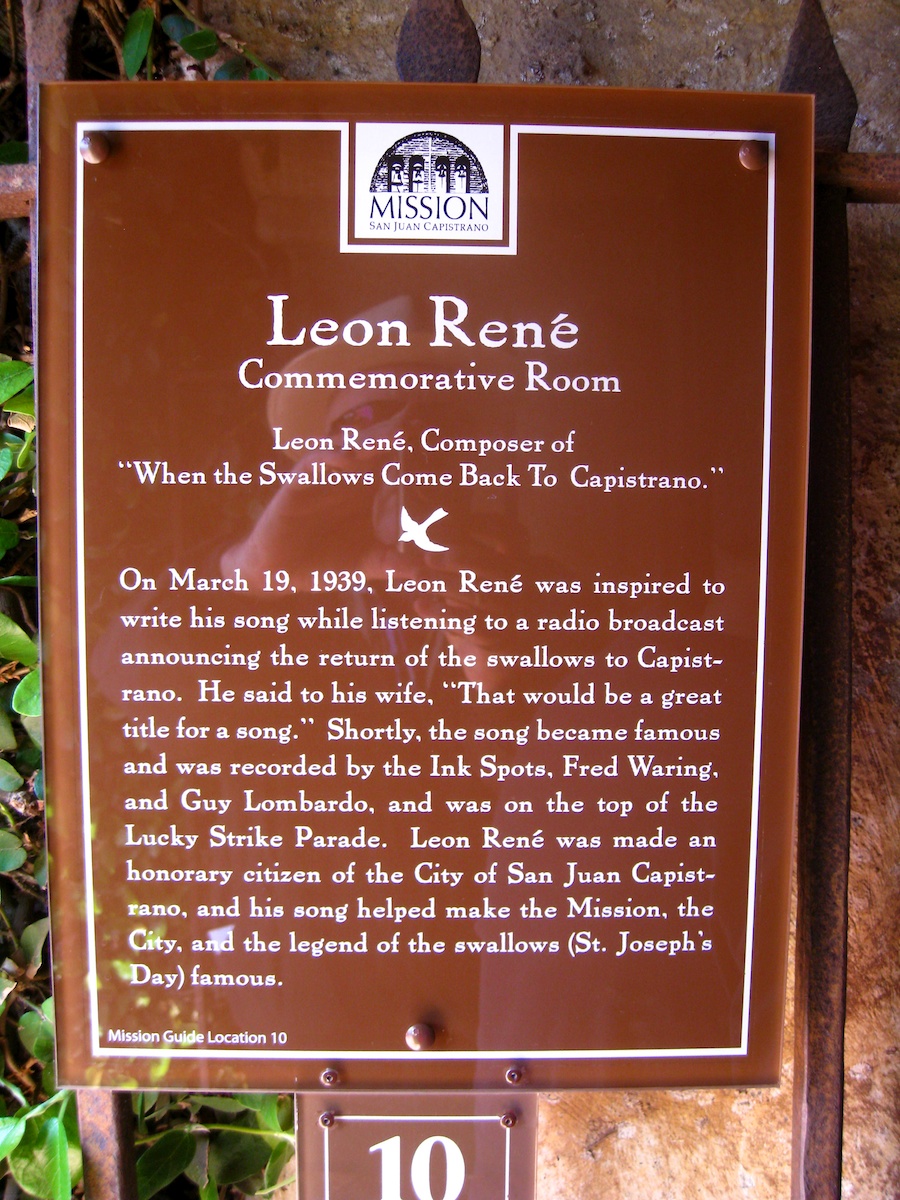 MISSION
SAN JUAN CAPISTRANO
Leon René
Commemorative Room
Leon René, Composer of
“When the Swallows Come Back To Capistrano.”
On March 19, 1939, Leon René was inspired to
write his song while listening to a radio broadcast
announcing the return of the swallows to Capist-
rano. He said to his wife, “That would be a great
title for a song.” Shortly, the song became famous
and was recorded by the Ink Spots, Fred Waring,
and Guy Lombardo, and was on the top of the
Lucky Strike Parade. Leon René was made an
honorary citizen of the City of San Juan Capist-
rano, and his song helped make the Mission, the
City, and the legend of the swallows (St. Joseph’s
Day) famous.
Mission Guide Location 10
10